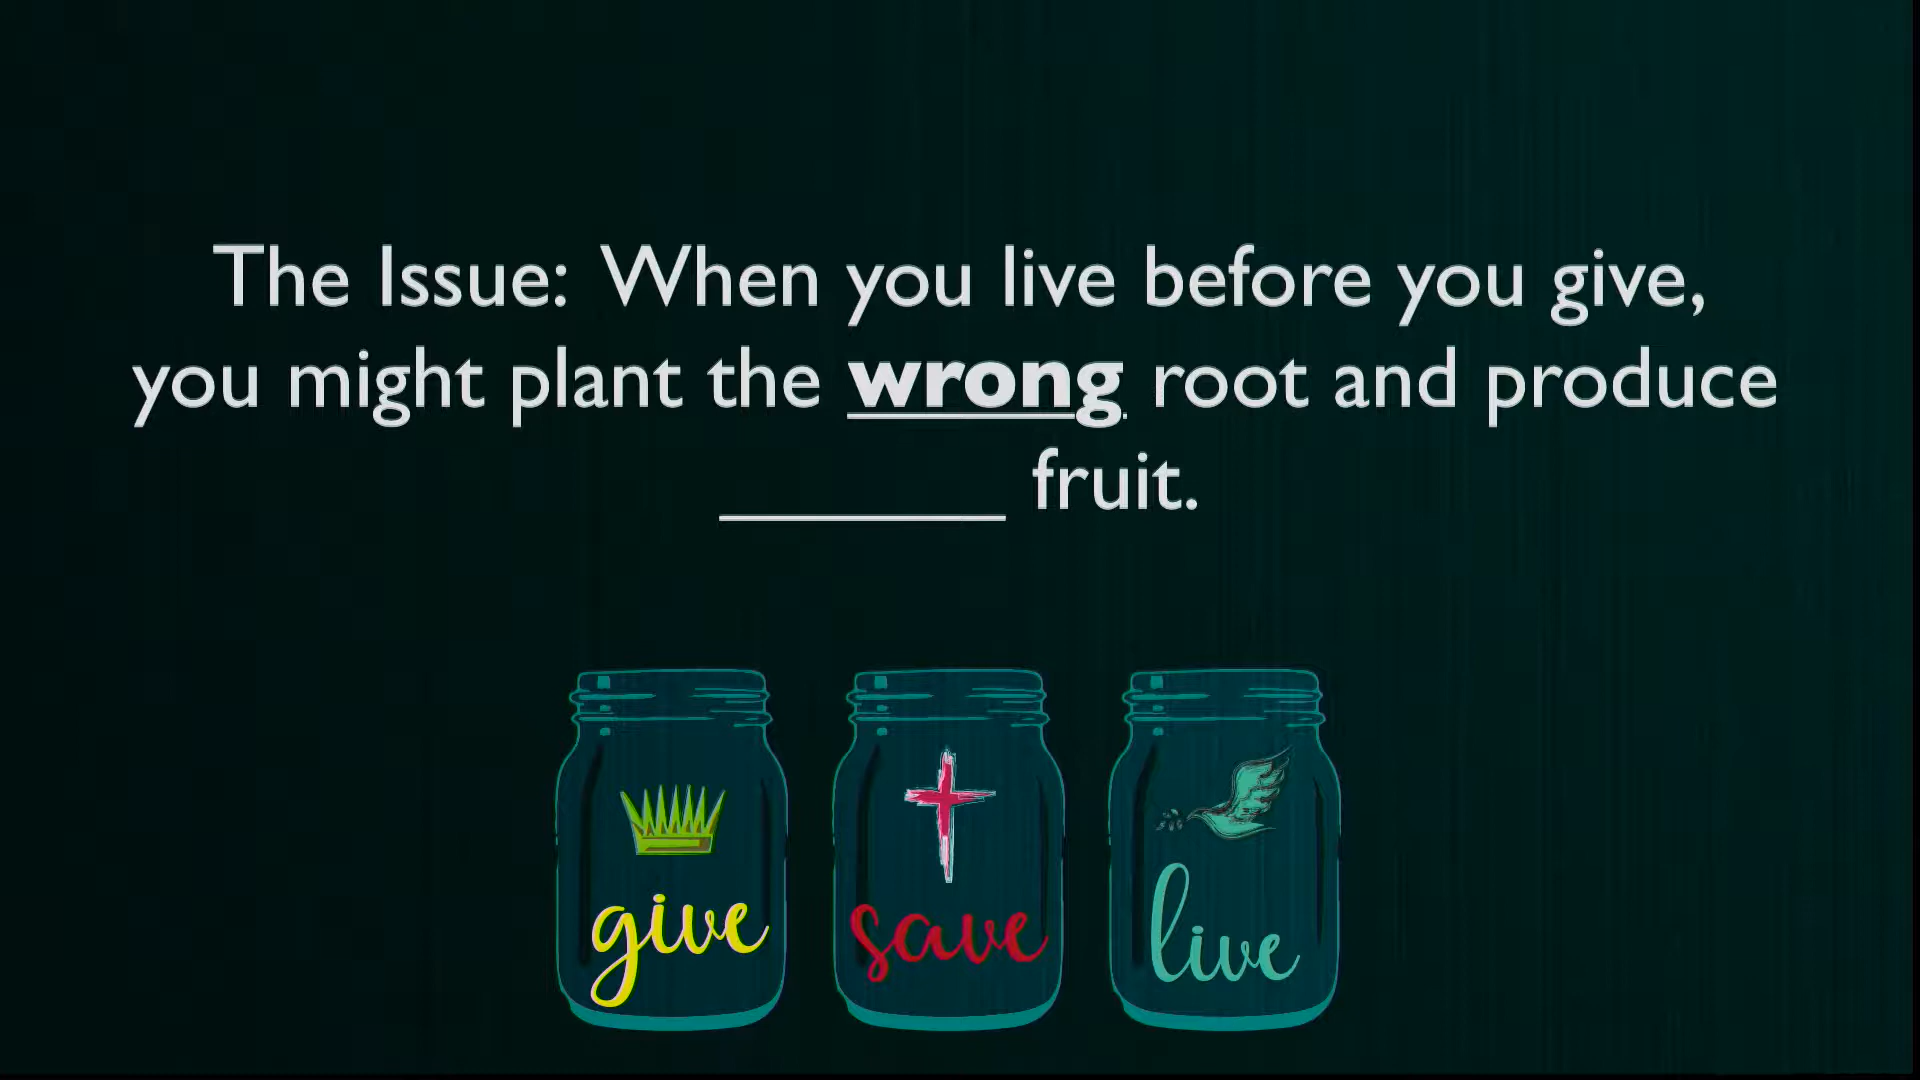 The Issue: When you live before you give,
you might plant the wrong root and produce
________ fruit.
give
save
live